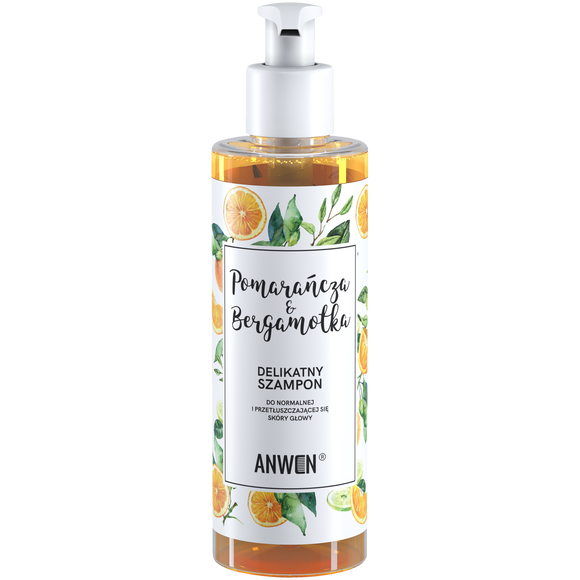 Pomarańcza
&
Bergamotka
DELIKATNY
SZAMPON
DO NORMALNEJ
I PRZETŁUSZCZAJĄCEJ SIĘ
SKÓRY GŁOWY
ANWEN®